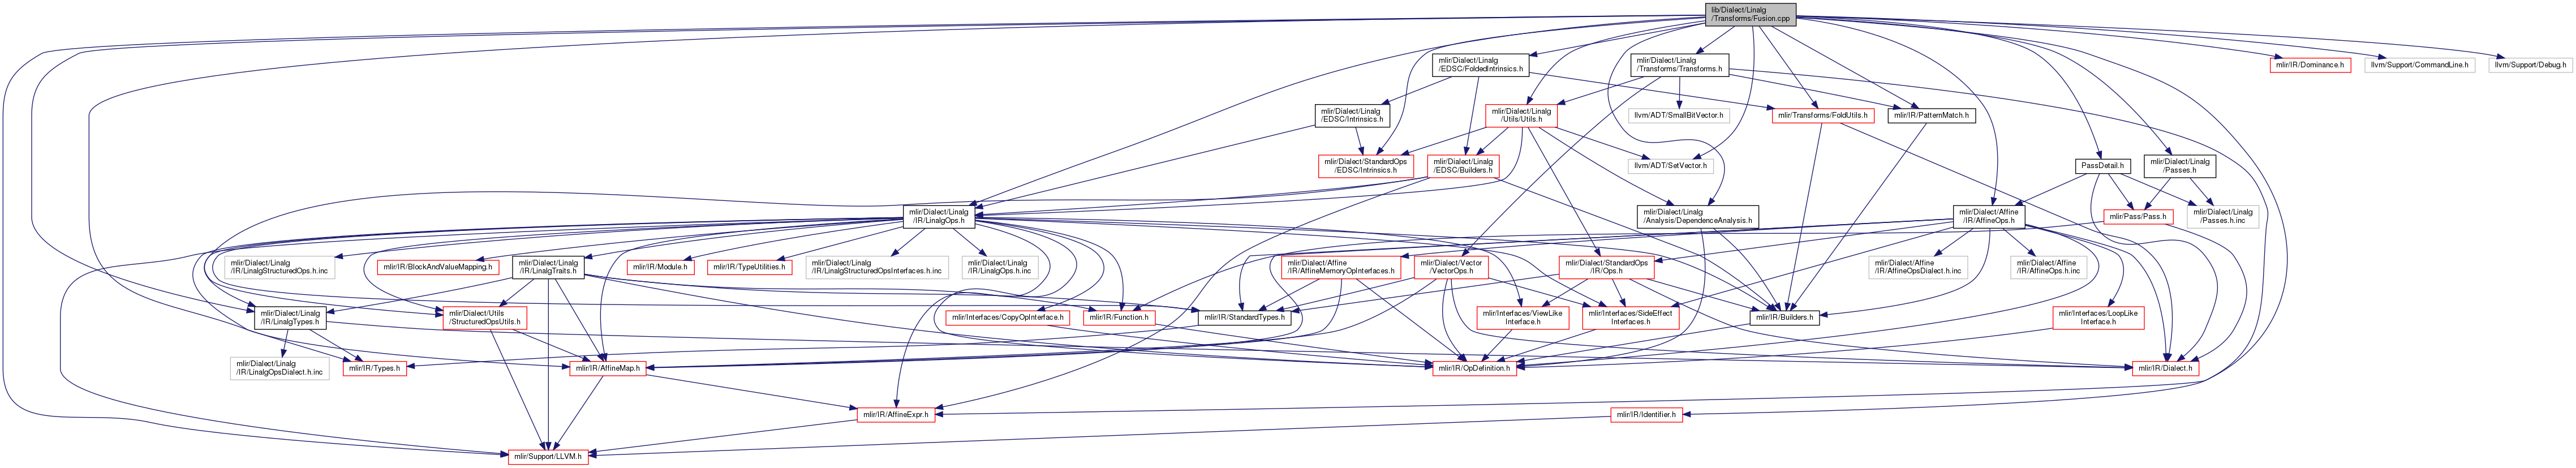 lib/Dialect/Linalg
/Transforms/Fusion.cpp
mlir/Dialect/Linalg
/EDSC/FoldedIntrinsics.h
mlir/Dialect/Linalg
/Transforms/Transforms.h
mlir/IR/Dominance.h
llvm/Support/CommandLine.h
llvm/Support/Debug.h
mlir/Dialect/Linalg
/EDSC/Intrinsics.h
mlir/Dialect/Linalg
/Utils/Utils.h
llvm/ADT/SmallBitVector.h
mlir/Transforms/FoldUtils.h
mlir/IR/PatternMatch.h
mlir/Dialect/StandardOps
/EDSC/Intrinsics.h
mlir/Dialect/Linalg
/EDSC/Builders.h
llvm/ADT/SetVector.h
PassDetail.h
mlir/Dialect/Linalg
/Passes.h
mlir/Dialect/Linalg
/IR/LinalgOps.h
mlir/Dialect/Linalg
/Analysis/DependenceAnalysis.h
mlir/Dialect/Affine
/IR/AffineOps.h
mlir/Pass/Pass.h
mlir/Dialect/Linalg
/Passes.h.inc
mlir/Dialect/Linalg
/IR/LinalgStructuredOps.h.inc
mlir/IR/BlockAndValueMapping.h
mlir/Dialect/Linalg
/IR/LinalgTraits.h
mlir/IR/Module.h
mlir/IR/TypeUtilities.h
mlir/Dialect/Linalg
/IR/LinalgStructuredOpsInterfaces.h.inc
mlir/Dialect/Linalg
/IR/LinalgOps.h.inc
mlir/Dialect/Affine
/IR/AffineMemoryOpInterfaces.h
mlir/Dialect/Vector
/VectorOps.h
mlir/Dialect/StandardOps
/IR/Ops.h
mlir/Dialect/Affine
/IR/AffineOpsDialect.h.inc
mlir/Dialect/Affine
/IR/AffineOps.h.inc
mlir/Dialect/Linalg
/IR/LinalgTypes.h
mlir/Dialect/Utils
/StructuredOpsUtils.h
mlir/Interfaces/CopyOpInterface.h
mlir/IR/Function.h
mlir/IR/StandardTypes.h
mlir/Interfaces/ViewLike
Interface.h
mlir/Interfaces/SideEffect
Interfaces.h
mlir/IR/Builders.h
mlir/Interfaces/LoopLike
Interface.h
mlir/Dialect/Linalg
/IR/LinalgOpsDialect.h.inc
mlir/IR/Types.h
mlir/IR/AffineMap.h
mlir/IR/OpDefinition.h
mlir/IR/Dialect.h
mlir/IR/AffineExpr.h
mlir/IR/Identifier.h
mlir/Support/LLVM.h